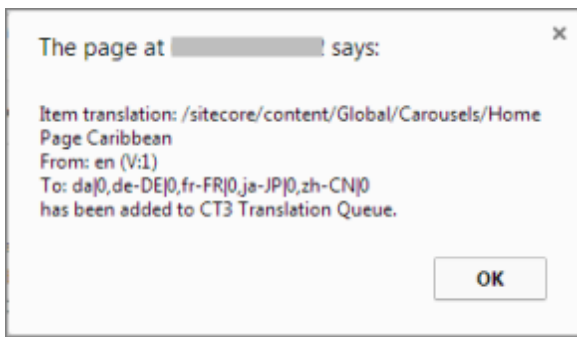 The page at says:
Item translation: /sitecore/content/Global/Carousels/Home
Page Caribbean
From: en (V:1)
To: da|0,de-DE|0,fr-FR|0,ja-JP|0,zh-CN|0
has been added to CT3 Translation Queue.
OK